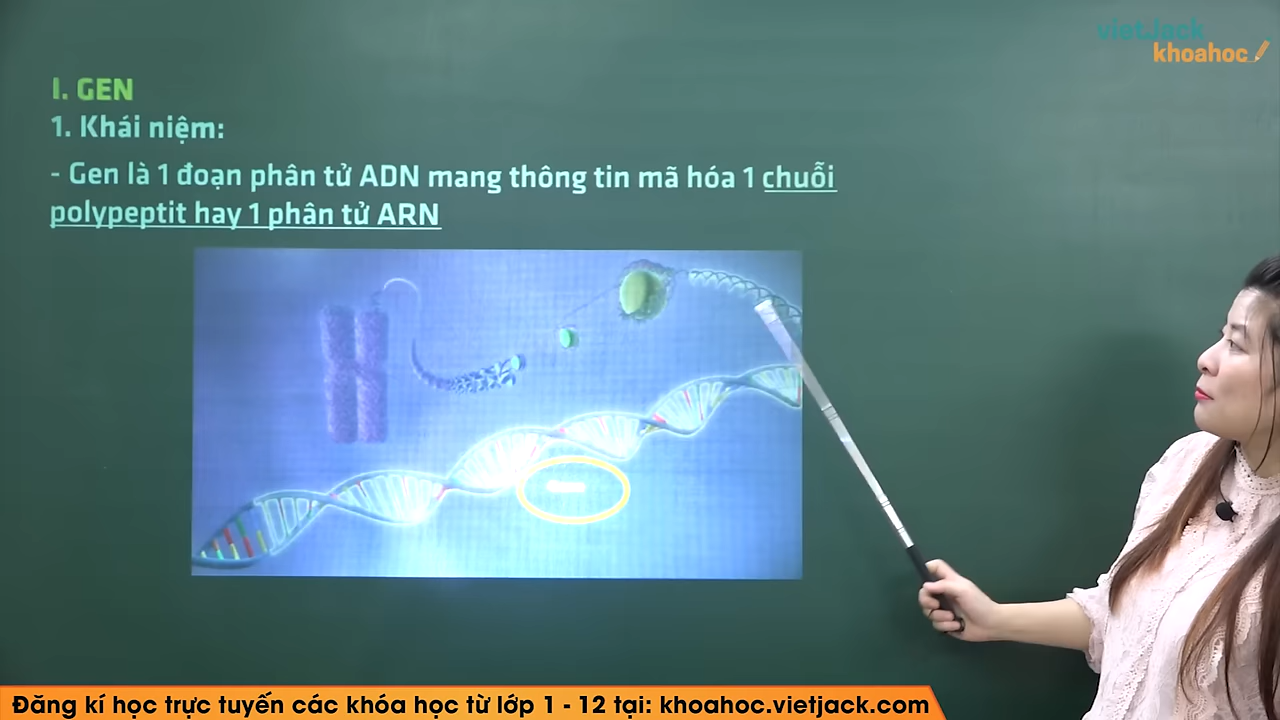 vietJack
khoahoc
I. GEN
1. Khái niệm:
- Gen là 1 đoạn phân tử ADN mang thông tin mã hóa 1 chuỗi
polypeptit hay 1 phân tử ARN
Đăng kí học trực tuyến các khóa học từ lớp 1 - 12 tại: khoahoc.vietjack.com